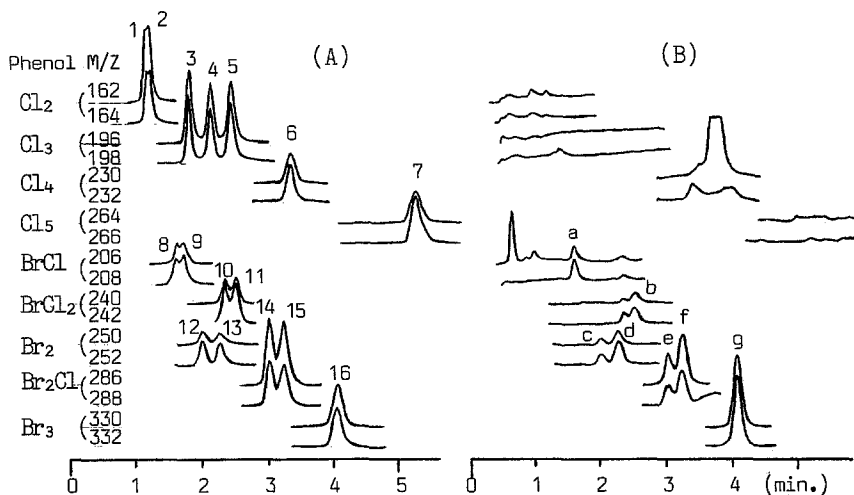 (A) (B)
Phenol M/Z
1 2
3 4 5
6
7
Cl2 (162
164
Cl3 (196
198
Cl4 (230
232
Cl5 (264
266
BrCl (206
208
BrCl2 (240
242
Br2 (250
252
Br2Cl (286
288
Br3 (330
332
8 9
10 11
12 13
14 15
16
a
b
c d
e f
g
0 1 2 3 4 5
0 1 2 3 4 (min.)